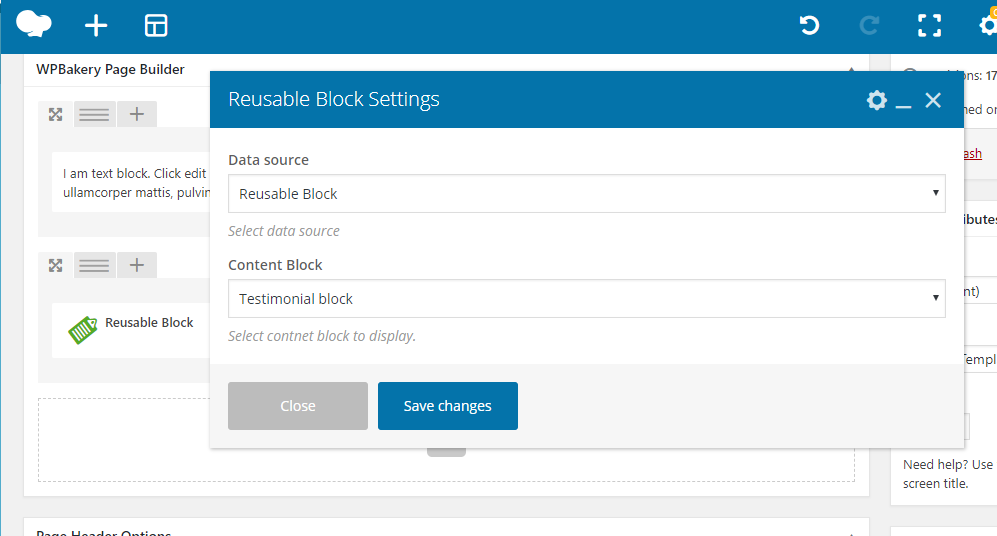 WPBakery Page Builder
Reusable Block Settings
ons: 17
ned or
ash
I am text block. Click edit
ullamcorper mattis, pulvin
Data source
Reusable Block
Select data source
ibutes
Content Block
nt)
Testimonial block
Reusable Block
Select contnet block to display.
Templ
Close
Save changes
Need help? Use
screen title.
Page Header Options